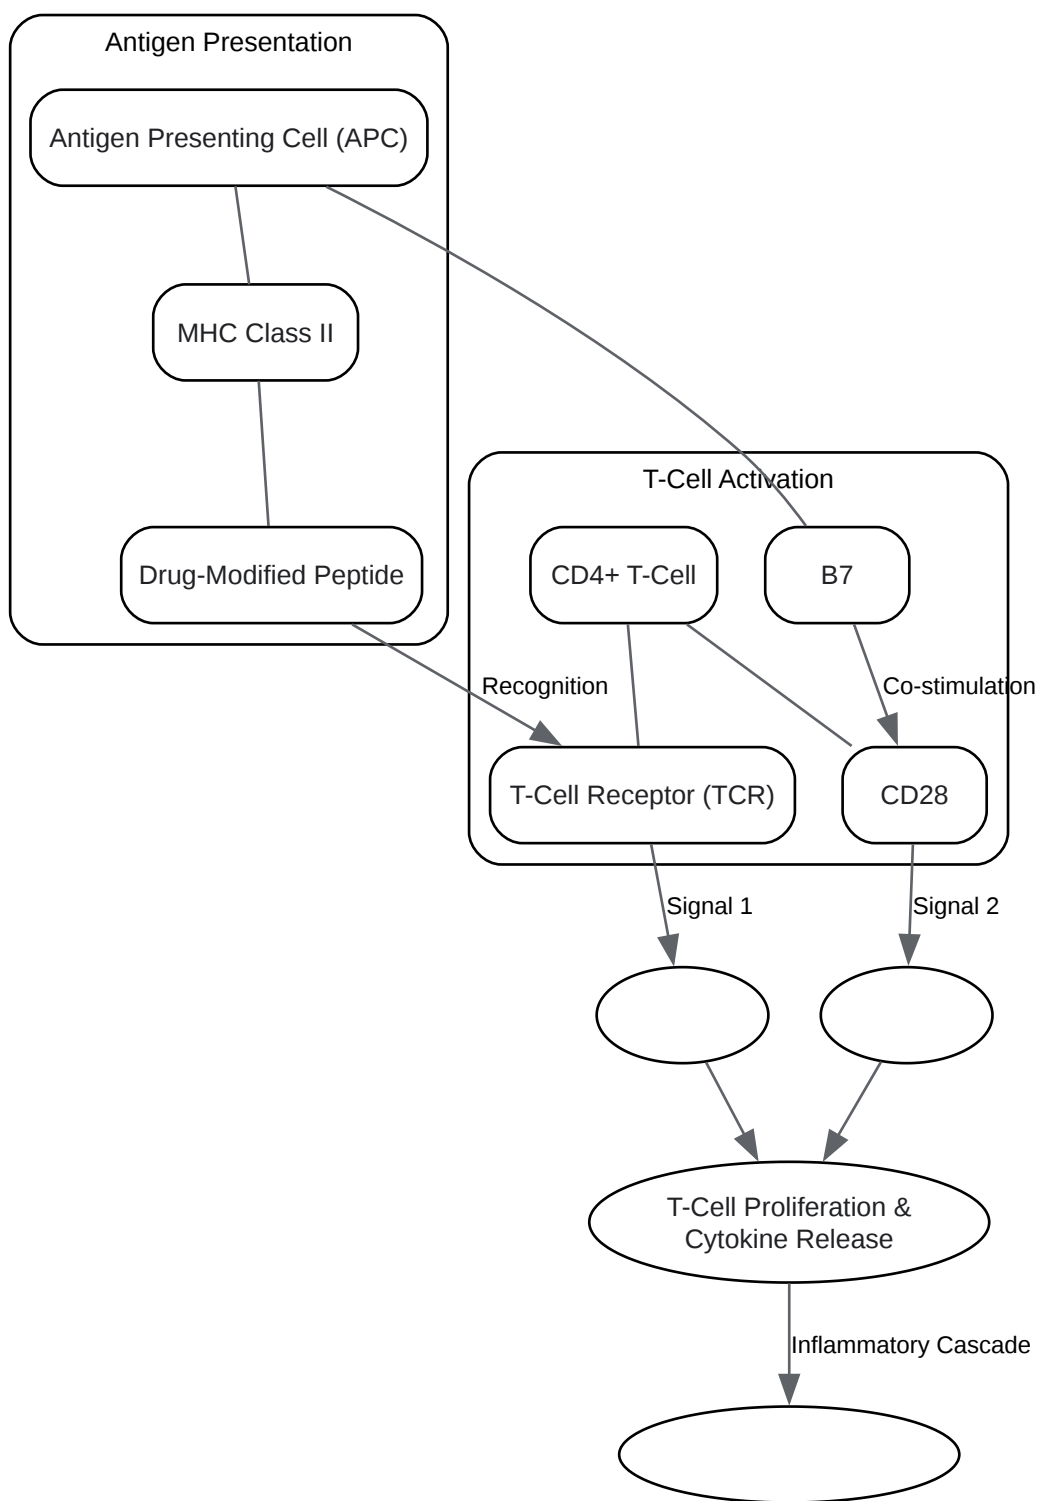 Antigen Presentation
Antigen Presenting Cell (APC)
MHC Class II
T-Cell Activation
Drug-Modified Peptide
CD4+ T-Cell
B7
Recognition
Co-stimulation
T-Cell Receptor (TCR)
CD28
Signal 1
Signal 2
T-Cell Proliferation &
Cytokine Release
Inflammatory Cascade